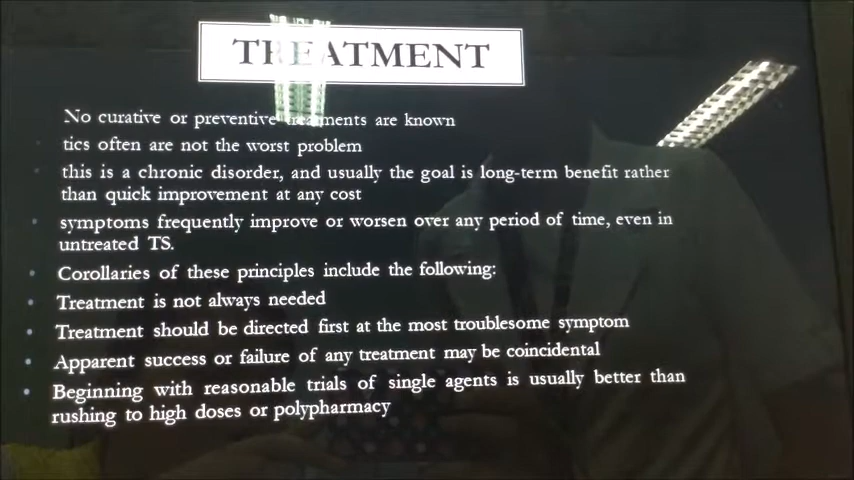 TREATMENT
No curative or preventive treatments are known
tics often are not the worst problem
this is a chronic disorder, and usually the goal is long-term benefit rather
than quick improvement at any cost
symptoms frequently improve or worsen over any period of time, even in
untreated TS.
Corollaries of these principles include the following:
Treatment is not always needed
Treatment should be directed first at the most troublesome symptom
Apparent success or failure of any treatment may be coincidental
Beginning with reasonable trials of single agents is usually better than
rushing to high doses or polypharmacy